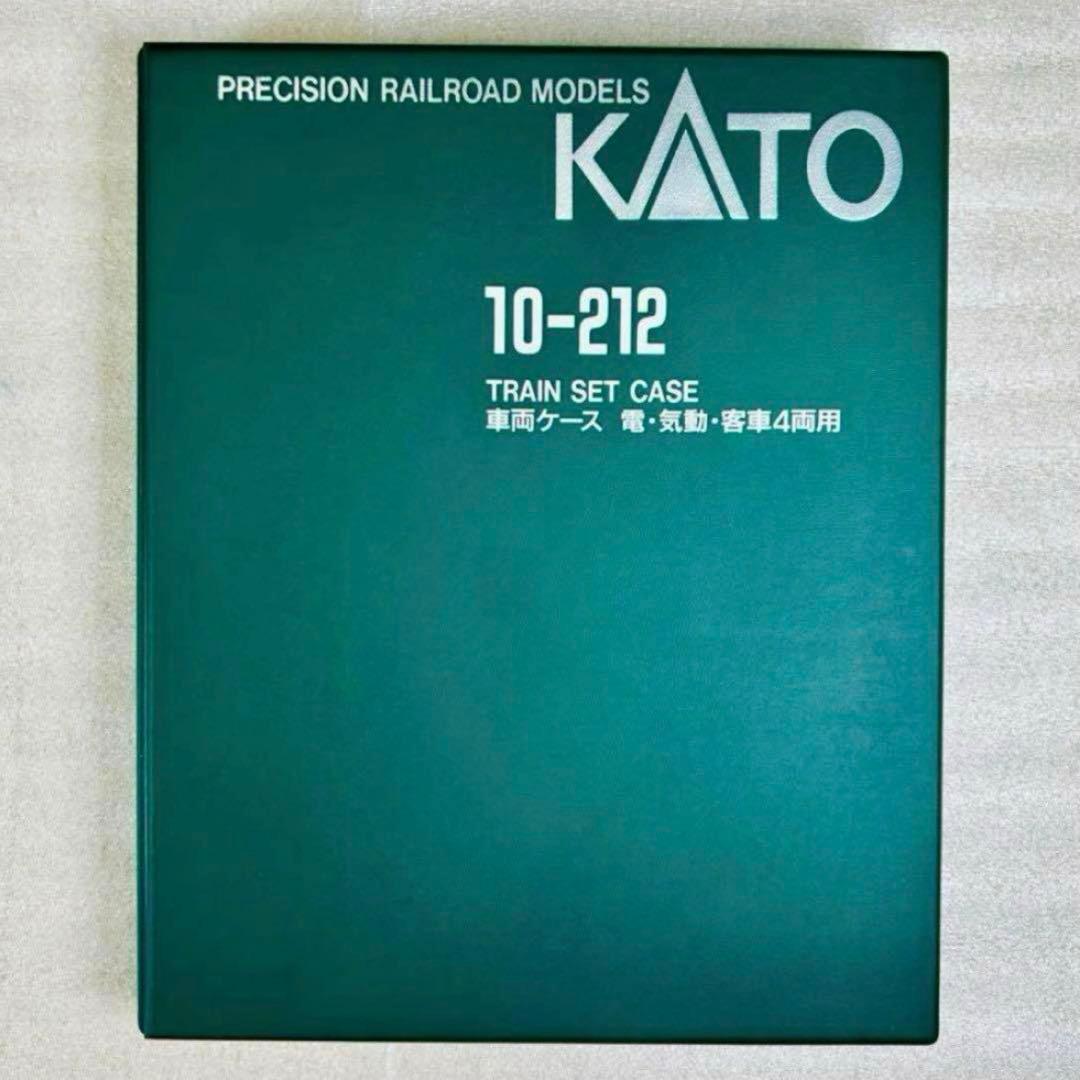 PRECISION RAILROAD MODELS
KATO
10-212
TRAIN SET CASE
車両ケース 電・気動・客車4両用